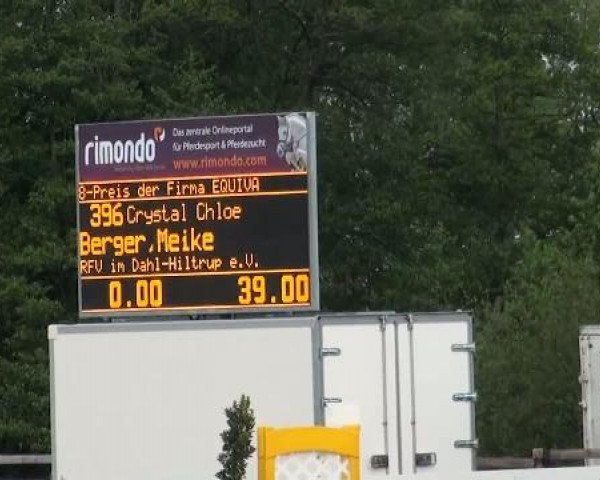 rimondo
Das zentrale Onlineportal
für Pferdesport & Pferdezucht
www.rimondo.com
8-Preis der Firma EQUIVA
396 Crystal Chloe
Berger,Meike
RFV im Dahl-Hiltrup e.V.
0.00 39.00